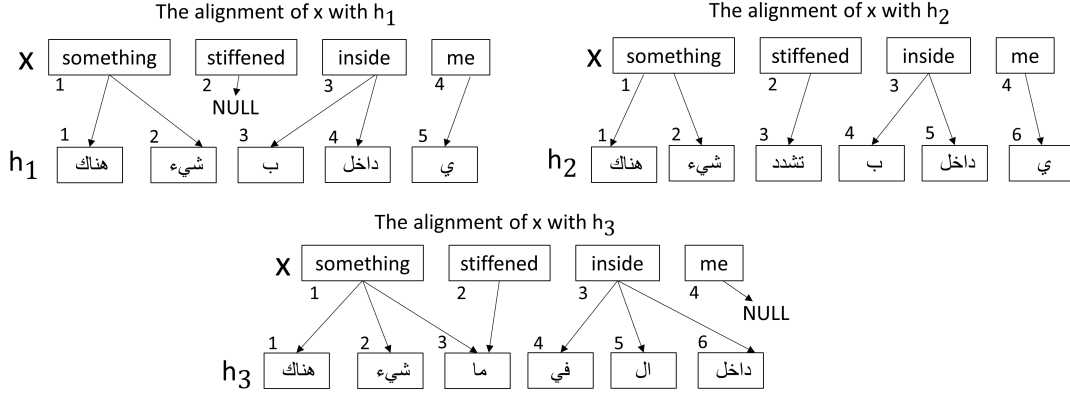 The alignment of x with h1
x something stiffened inside me
1 2 3 4
NULL
1 2 3 4 5
h1 هناك شيء ب داخل ي
The alignment of x with h2
x something stiffened inside me
1 2 3 4
1 2 3 4 5 6
h2 هناك شيء تشدد ب داخل ي
The alignment of x with h3
x something stiffened inside me
1 2 3 4
NULL
1 2 3 4 5 6
h3 هناك شيء ما في ال داخل